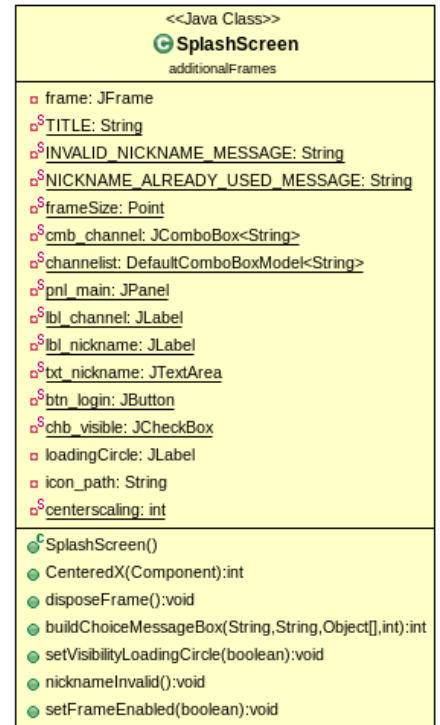 <<Java Class>>
SplashScreen
additionalFrames
frame: JFrame
TITLE: String
INVALID_NICKNAME_MESSAGE: String
NICKNAME_ALREADY_USED_MESSAGE: String
frameSize: Point
cmb_channel: JComboBox<String>
channelist: DefaultComboBoxModel<String>
pnl_main: JPanel
lbl_channel: JLabel
lbl_nickname: JLabel
txt_nickname: JTextArea
btn_login: JButton
chb_visible: JCheckBox
loadingCircle: JLabel
icon_path: String
centerscaling: int
SplashScreen()
CenteredX(Component):int
disposeFrame():void
buildChoiceMessageBox(String,String,Object[],int):int
setVisibilityLoadingCircle(boolean):void
nicknameInvalid():void
setFrameEnabled(boolean):void